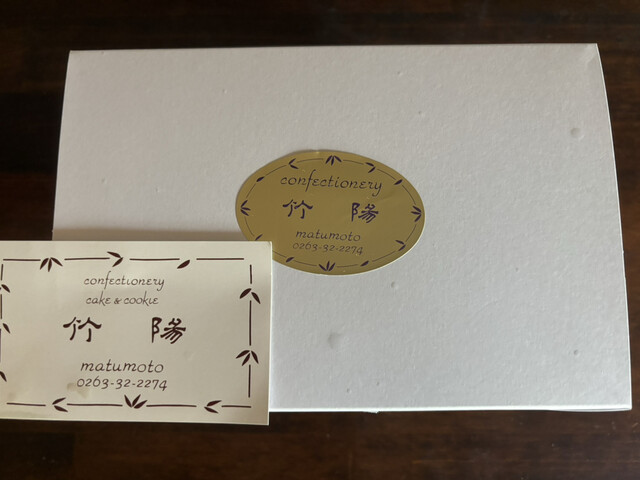 confectionery
竹 陽
matumoto
0263-32-2274
confectionery
cake & cookie
竹 陽
matumoto
0263-32-2274